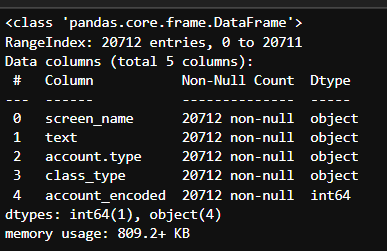 <class 'pandas.core.frame.DataFrame'>
RangeIndex: 20712 entries, 0 to 20711
Data columns (total 5 columns):
 #   Column           Non-Null Count  Dtype
---  ------           --------------  -----
 0   screen_name      20712 non-null  object
 1   text             20712 non-null  object
 2   account.type     20712 non-null  object
 3   class_type       20712 non-null  object
 4   account_encoded  20712 non-null  int64
dtypes: int64(1), object(4)
memory usage: 809.2+ KB